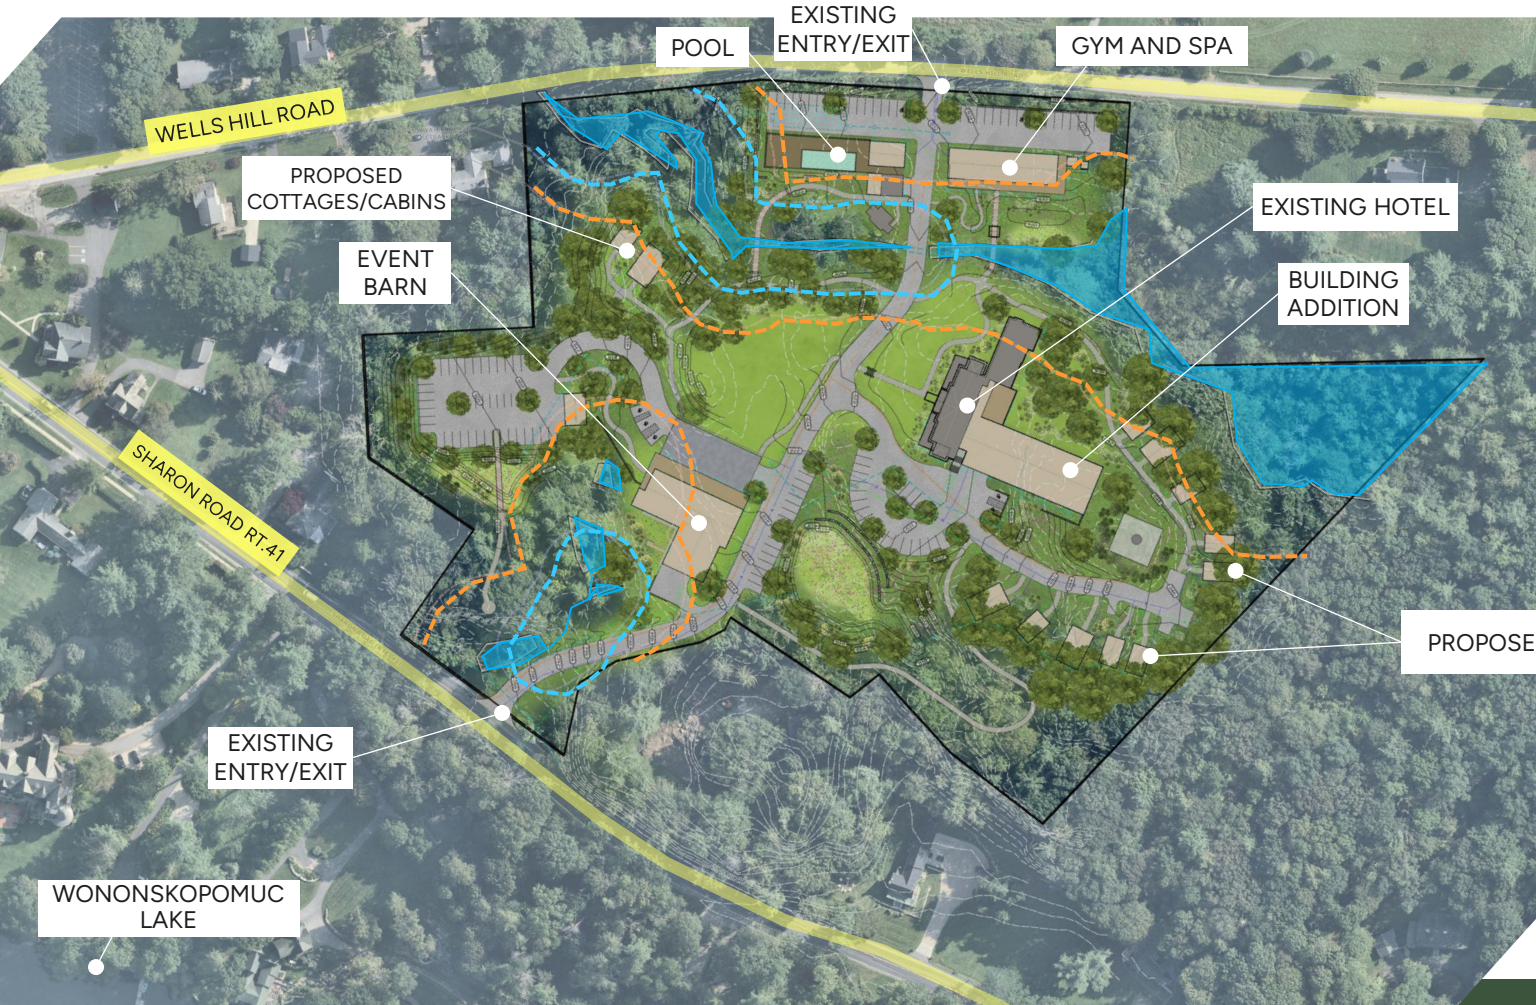 EXISTING
ENTRY/EXIT
POOL
GYM AND SPA
WELLS HILL ROAD
PROPOSED
COTTAGES/CABINS
EXISTING HOTEL
EVENT
BARN
BUILDING
ADDITION
SHARON ROAD RT.41
PROPOSE
EXISTING
ENTRY/EXIT
WONONSKOPOMUC
LAKE